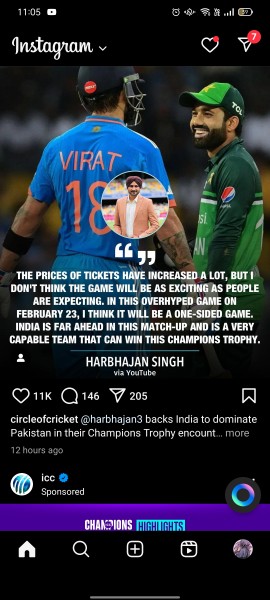 11:05
Instagram
7
TCL
VIRAT
18
pepsi
THE PRICES OF TICKETS HAVE INCREASED A LOT, BUT I
DON'T THINK THE GAME WILL BE AS EXCITING AS PEOPLE
ARE EXPECTING. IN THIS OVERHYPED GAME ON
FEBRUARY 23, I THINK IT WILL BE A ONE-SIDED GAME.
INDIA IS FAR AHEAD IN THIS MATCH-UP AND IS A VERY
CAPABLE TEAM THAT CAN WIN THIS CHAMPIONS TROPHY.
HARBHAJAN SINGH
via YouTube
11K 146 205
circleofcricket @harbhajan3 backs India to dominate
Pakistan in their Champions Trophy encount... more
12 hours ago
icc
Sponsored
CHAMPIONS HIGHLIGHTS